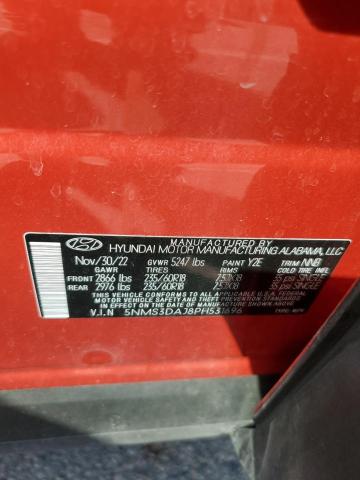 MANUFACTURED BY
HYUNDAI MOTOR MANUFACTURING ALABAMA, LLC
Nov/30/22 GVWR 5247 lbs PAINT Y2E TRIM NNB
GAWR TIRES RIMS COLD TIRE INFL
FRONT 2866 lbs 235/60R18 7.5JX18 35 psi SINGLE
REAR 2976 lbs 235/60R18 7.5JX18 35 psi SINGLE
THIS VEHICLE CONFORMS TO ALL APPLICABLE U.S.A. FEDERAL
MOTOR VEHICLE SAFETY AND THEFT PREVENTION
STANDARDS IN EFFECT ON THE DATE OF MANUFACTURE
V.I.N 5NMS3DAJ8PH531696 TYPE: MPV